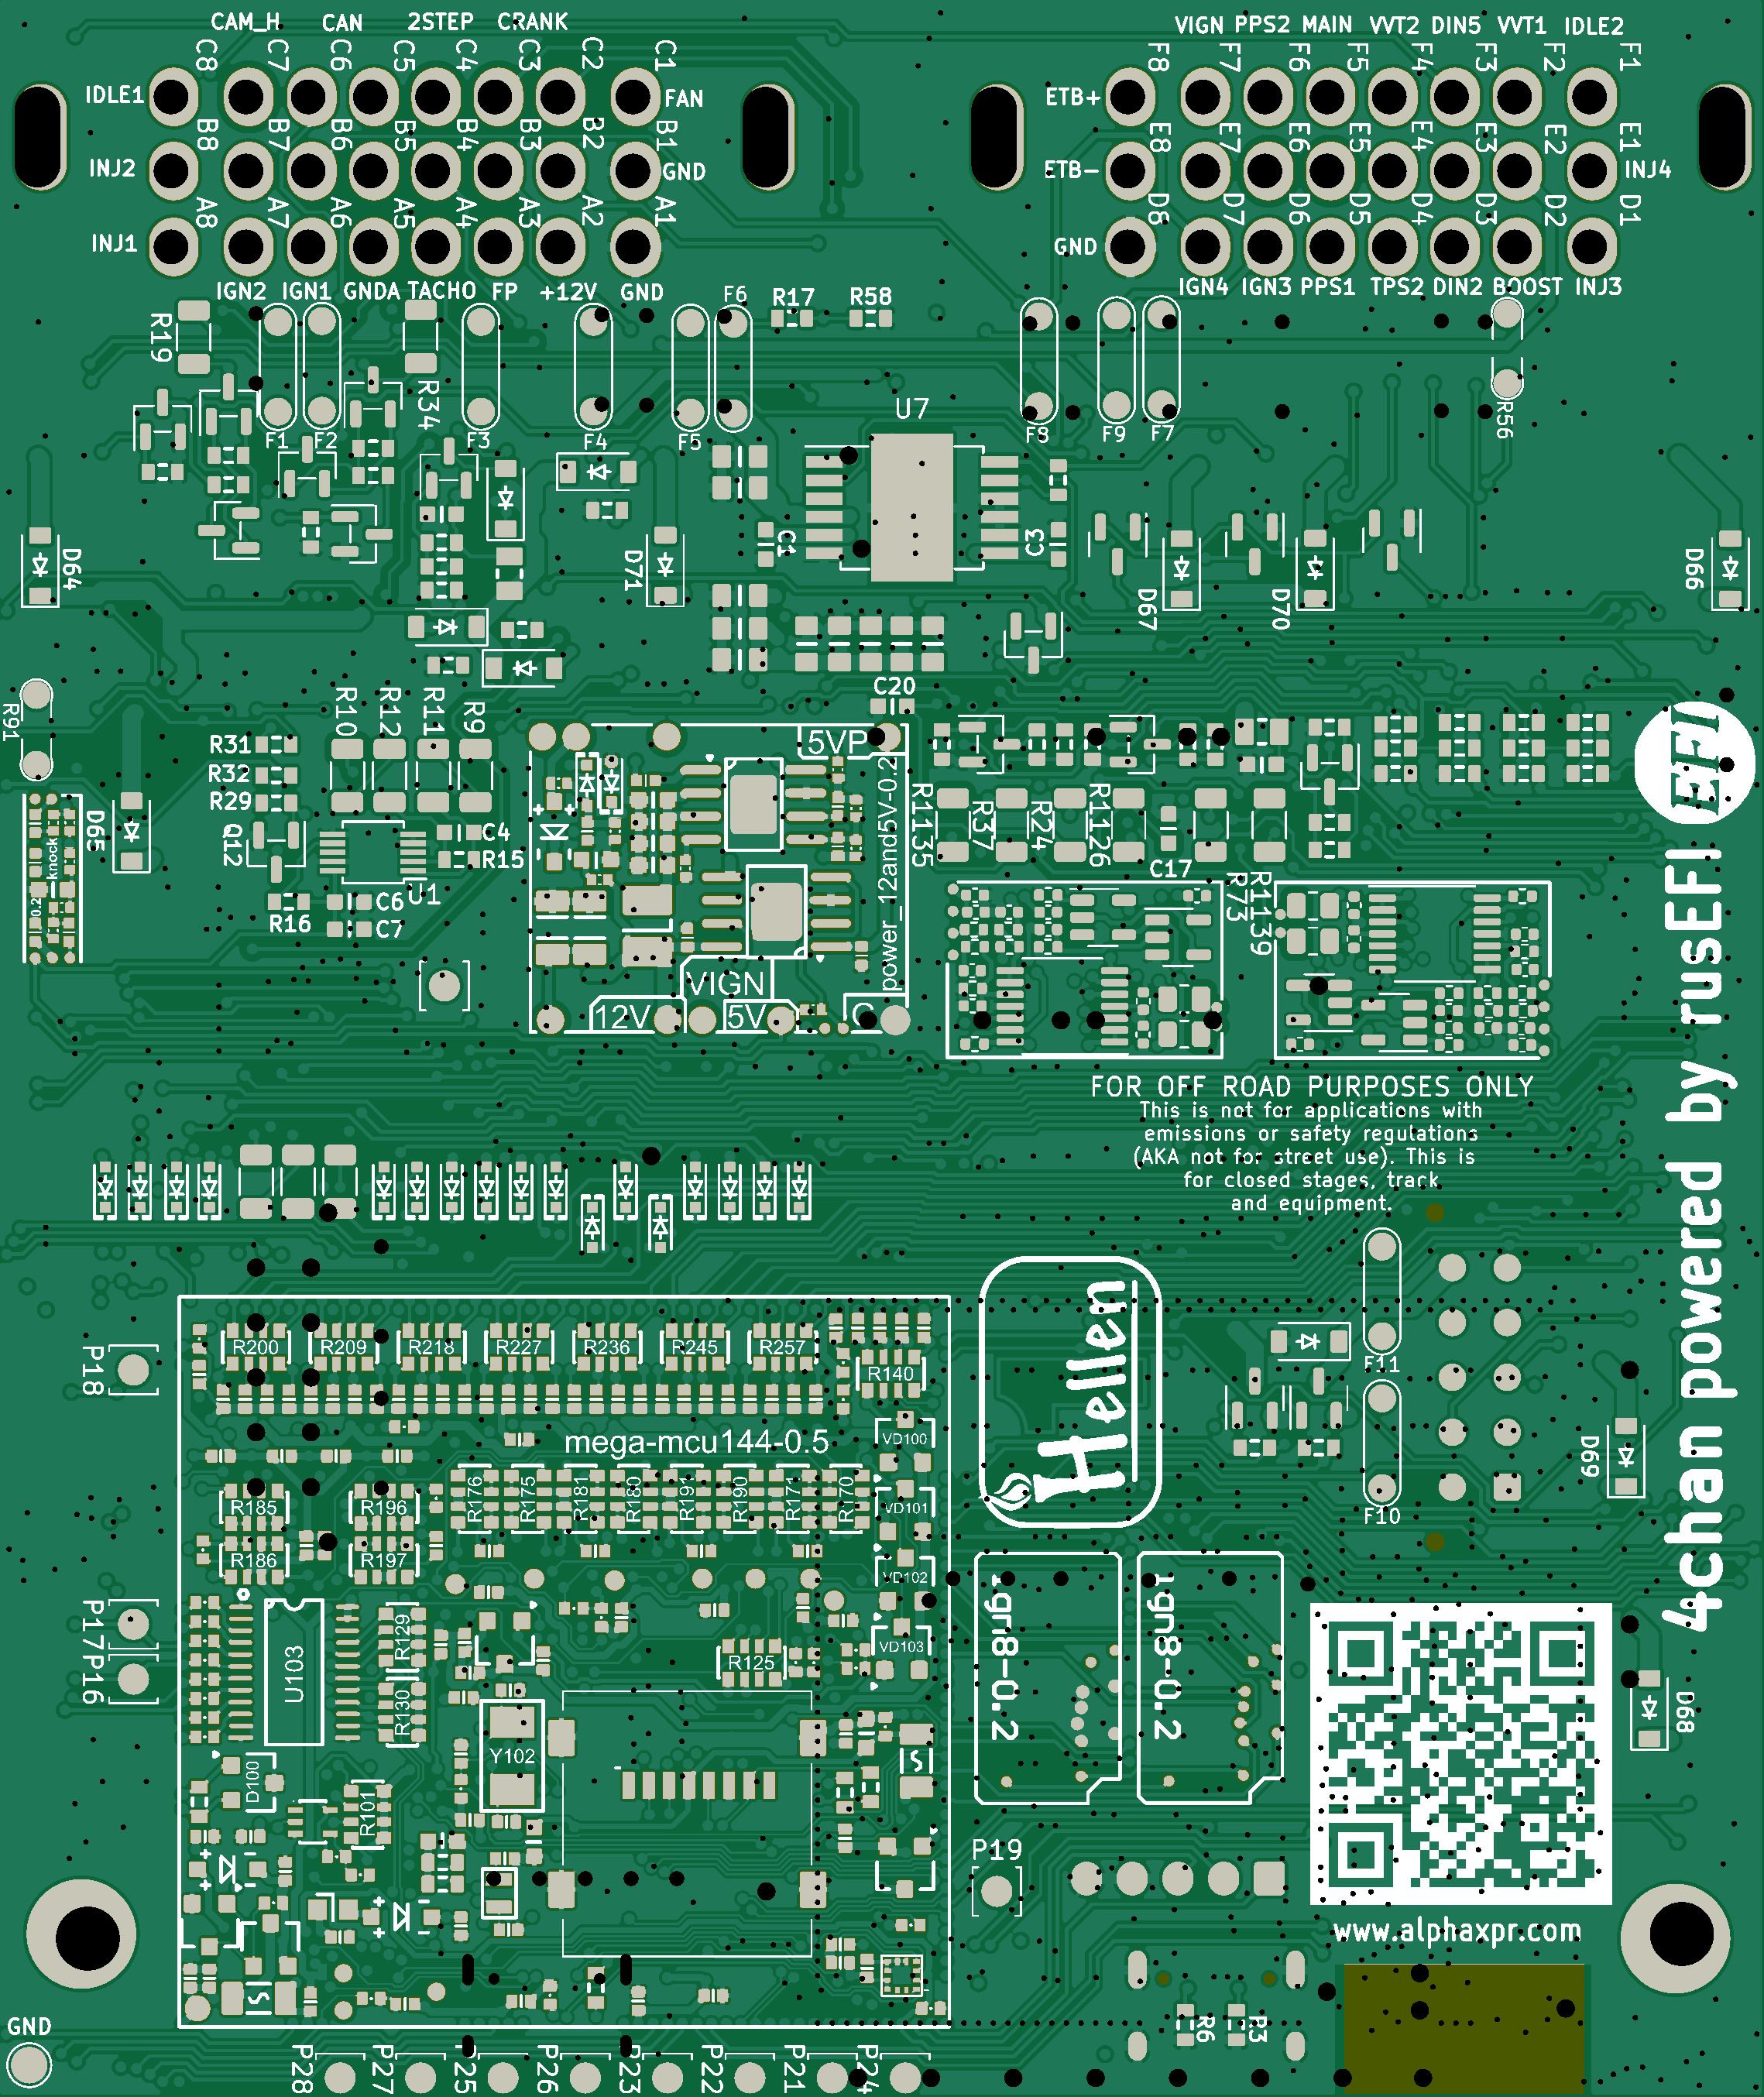 CAM_H CAN 2STEP CRANK
VIGN PPS2 MAIN VVT2 DIN5 VVT1 IDLE2
C8 C7 C6 C5 C4 C3 C2 C1
F8 F7 F6 F5 F4 F3 F2 F1
IDLE1
FAN
ETB+
B8 B7 B6 B5 B4 B3 B2 B1
E8 E7 E6 E5 E4 E3 E2 E1
INJ2
GND
ETB-
INJ4
A8 A7 A6 A5 A4 A3 A2 A1
D8 D7 D6 D5 D4 D3 D2 D1
INJ1
GND
IGN2 IGN1 GNDA TACHO FP +12V GND
IGN4 IGN3 PPS1 TPS2 DIN2 BOOST INJ3
R19
R34
F6
R17
R58
F1
F2
F3
F4
F5
U7
F8
F9
F7
R56
D64
D71
C1
C3
D67
D70
D66
R91
R10
R12
R11
R9
C20
R31
R32
R29
Q12
C4
R15
U1
R16
C6
C7
D65
knock
0.2
5VP
power_12and5V-0.2
VIGN
12V
5V
G
R1135
R37
R24
R1126
C17
R73
R1139
EFI
4chan powered by rusEFI
FOR OFF ROAD PURPOSES ONLY
This is not for applications with
emissions or safety regulations
(AKA not for street use). This is
for closed stages, track
and equipment.
Hellen
F11
F10
D69
P18
R200
R209
R218
R227
R236
R245
R257
R140
mega-mcu144-0.5
VD100
R185
R196
R176
R175
R181
R180
R191
R190
R171
R170
VD101
R186
R197
VD102
P17
P16
U103
R129
R130
R125
VD103
ign8-0.2
ign8-0.2
D68
Y102
D100
R101
P19
www.alphaxpr.com
GND
R6
R3
P28
P27
P25
P26
P23
P22
P21
P24